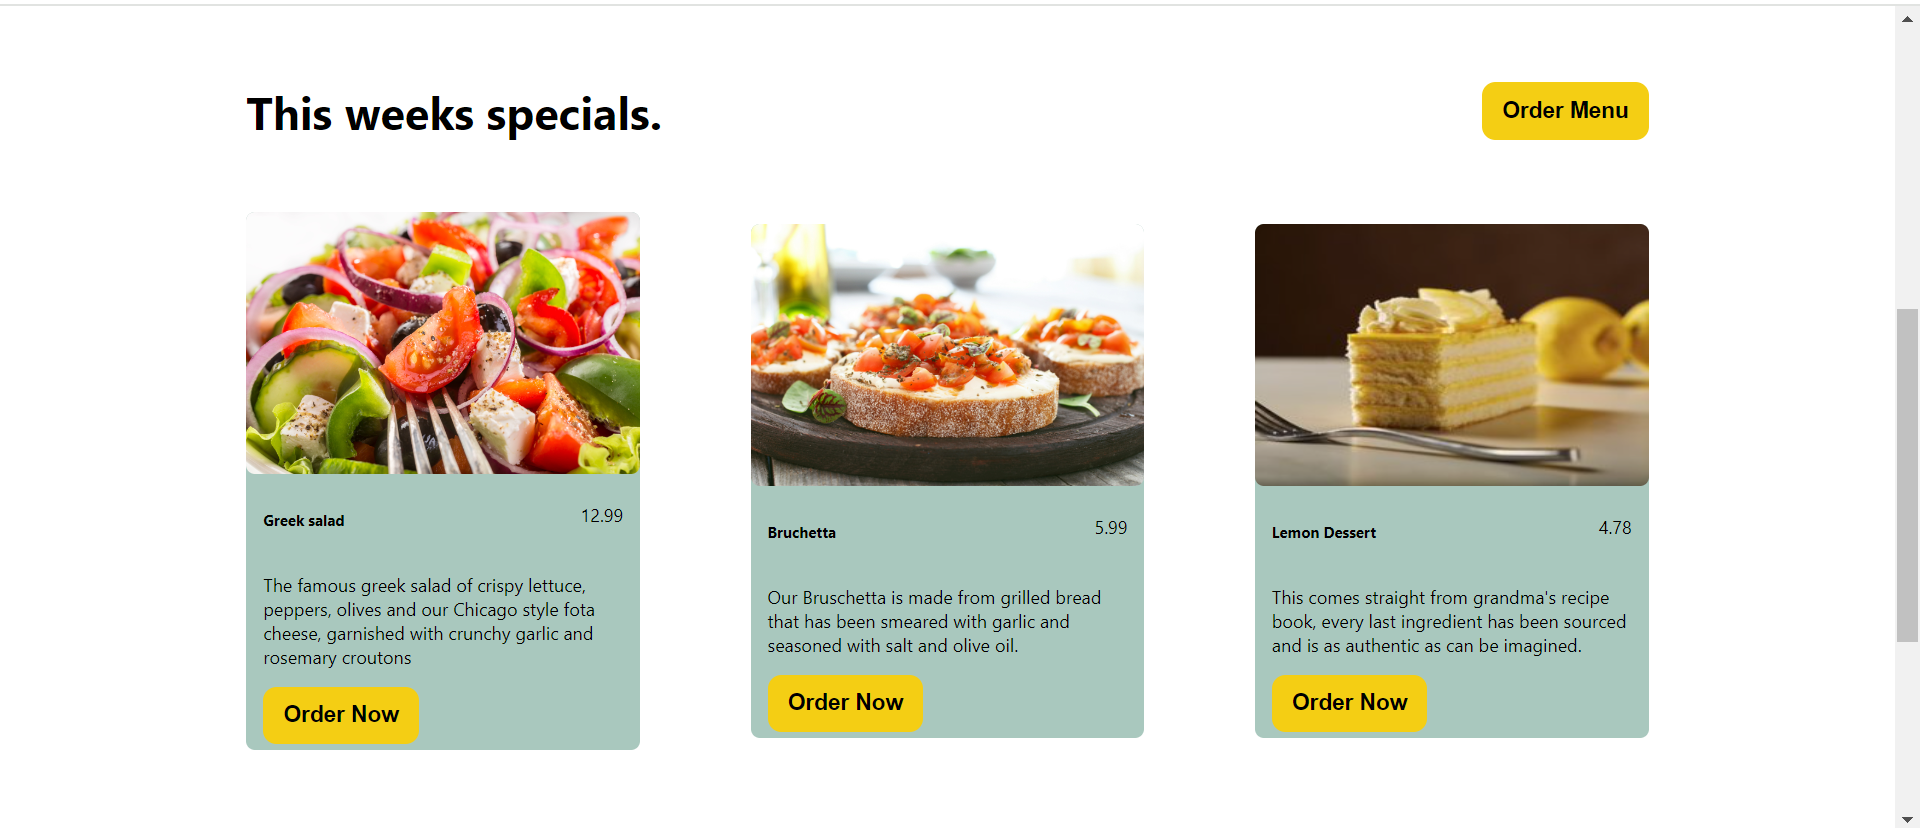 This weeks specials.
Order Menu
Greek salad
12.99
The famous greek salad of crispy lettuce,
peppers, olives and our Chicago style fota
cheese, garnished with crunchy garlic and
rosemary croutons
Order Now
Bruchetta
5.99
Our Bruschetta is made from grilled bread
that has been smeared with garlic and
seasoned with salt and olive oil.
Order Now
Lemon Dessert
4.78
This comes straight from grandma's recipe
book, every last ingredient has been sourced
and is as authentic as can be imagined.
Order Now